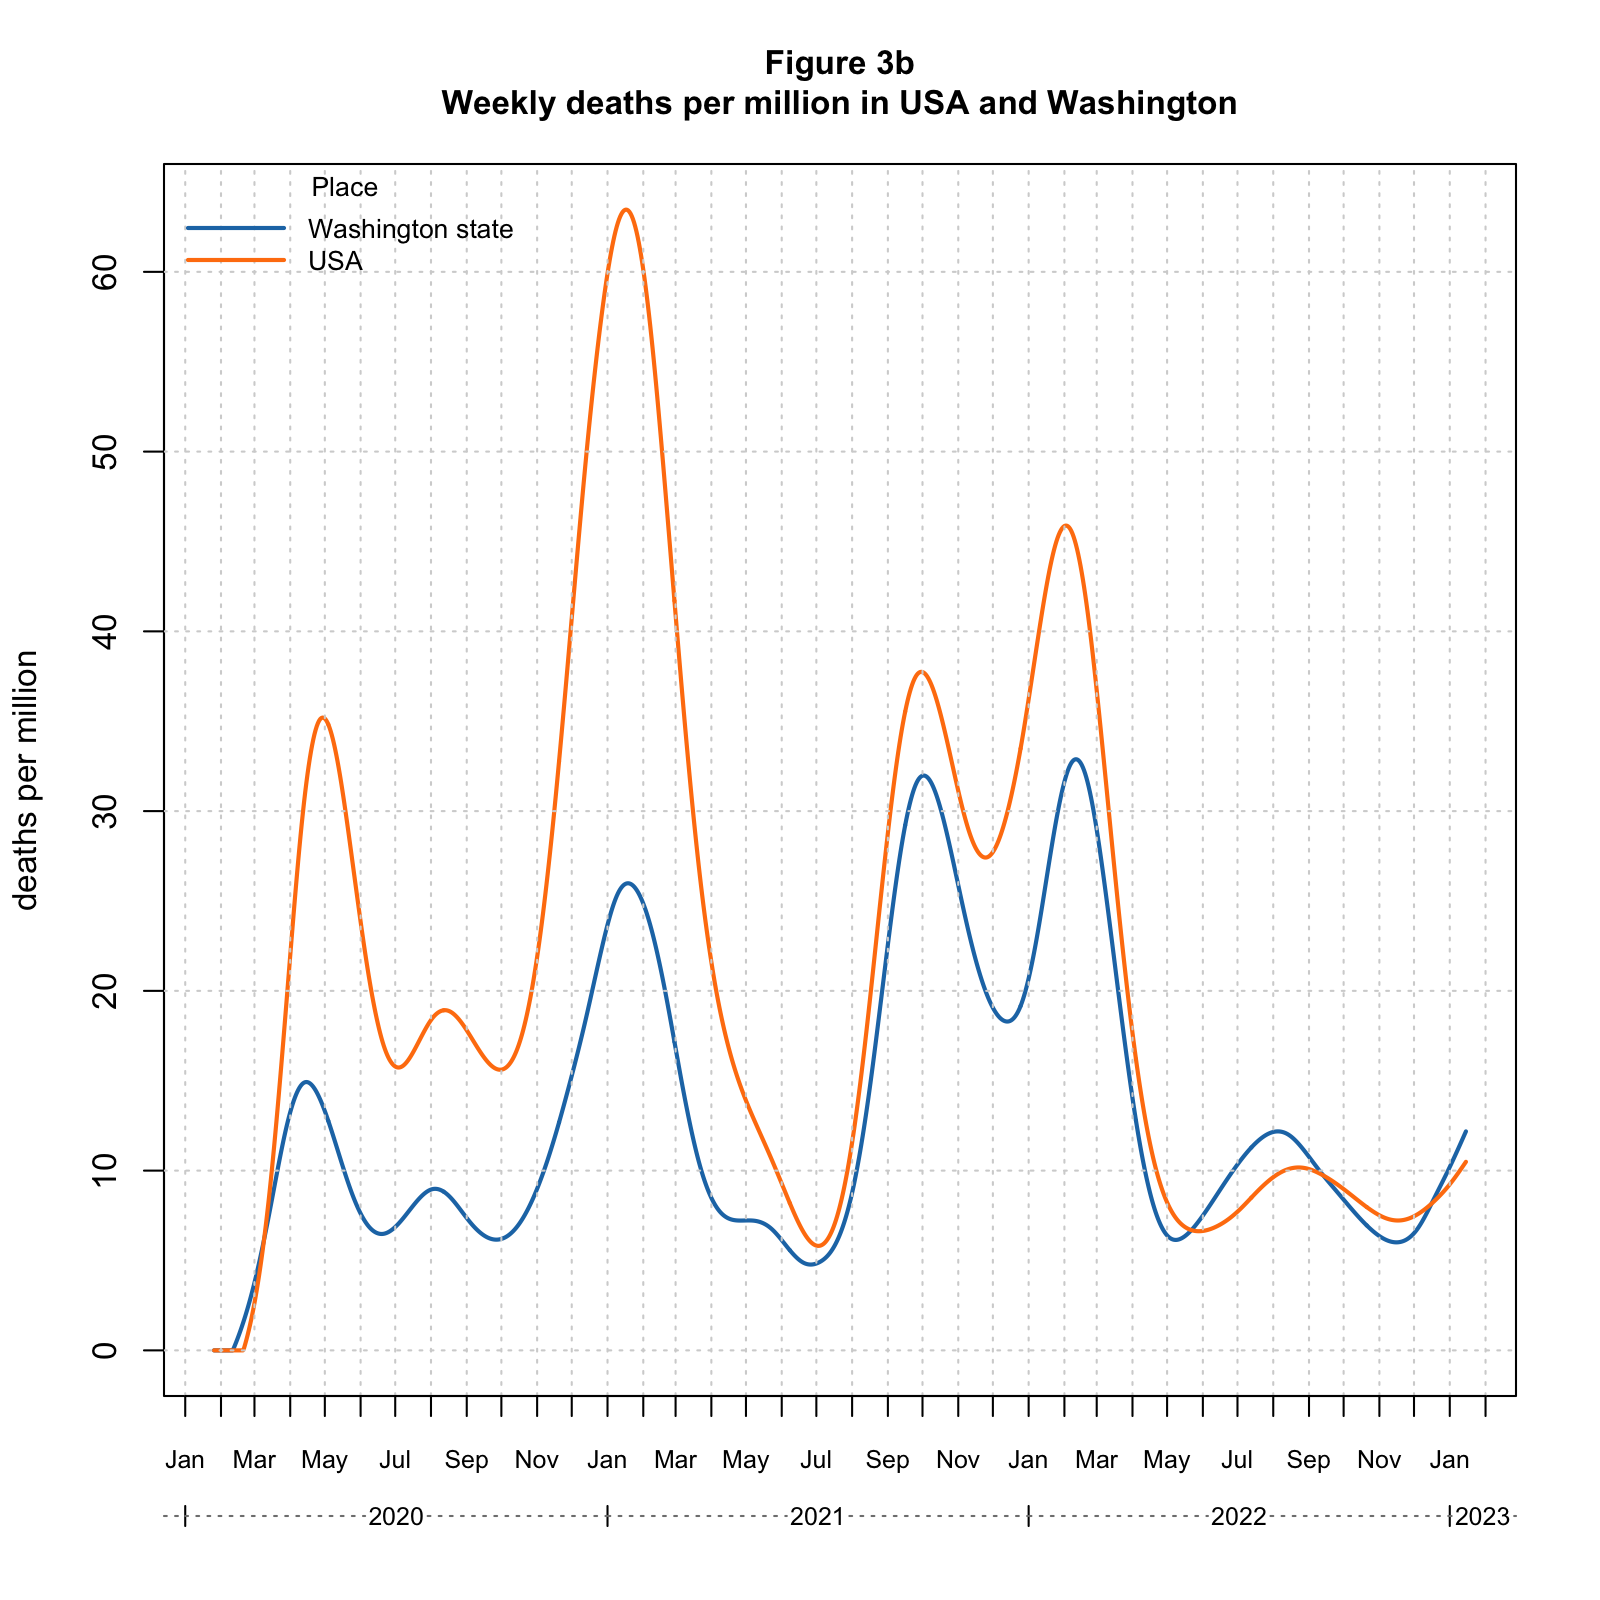 Figure 3b
Weekly deaths per million in USA and Washington
Place
Washington state
USA
deaths per million
60
50
40
30
20
10
0
Jan Mar May Jul Sep Nov Jan Mar May Jul Sep Nov Jan Mar May Jul Sep Nov Jan
2020 2021 2022 2023